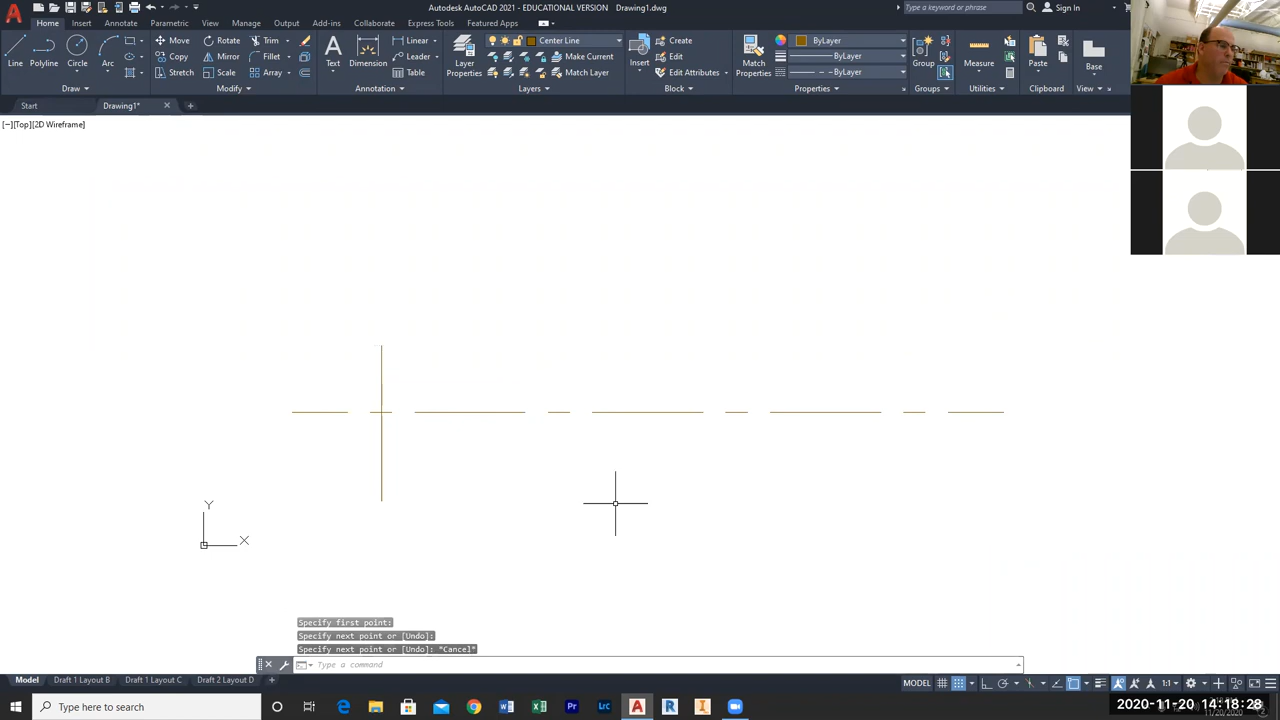 Autodesk AutoCAD 2021 - EDUCATIONAL VERSION Drawing1.dwg
Type a keyword or phrase
Sign In
Home Insert Annotate Parametric View Manage Output Add-ins Collaborate Express Tools Featured Apps
Line Polyline Circle Arc
Move Rotate Trim
Copy Mirror Fillet
Stretch Scale Array
Text Dimension
Linear
Leader
Table
Layer
Properties
Center Line
Make Current
Match Layer
Insert
Create
Edit
Edit Attributes
Match
Properties
ByLayer
ByLayer
ByLayer
Group
Measure
Paste
Base
Draw Modify Annotation Layers Block Properties Groups Utilities Clipboard View
Start Drawing1*
[−][Top][2D Wireframe]
Y
X
Specify first point:
Specify next point or [Undo]:
Specify next point or [Undo]: *Cancel*
Type a command
Model Draft 1 Layout B Draft 1 Layout C Draft 2 Layout D
MODEL
1:1
Type here to search
2020-11-20 14:18:28
11/20/2020